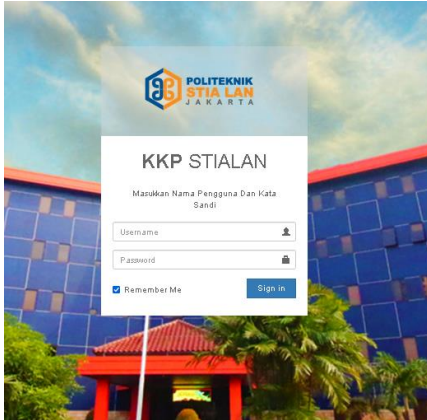 POLITEKNIK
STIA LAN
JAKARTA
KKP STIALAN
Masukkan Nama Pengguna Dan Kata
Sandi
Username
Password
Remember Me
Sign in